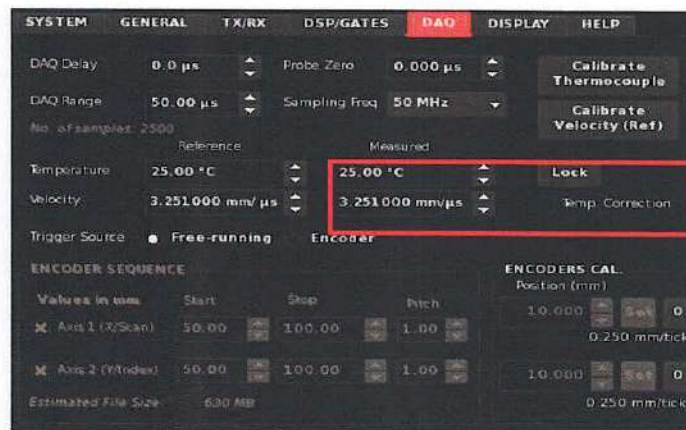 SYSTEM GENERAL TX/RX DSP/GATES DAQ DISPLAY HELP
DAQ Delay 0.0 µs Probe Zero 0.000 µs Calibrate Thermocouple
DAQ Range 50.00 µs Sampling Freq 50 MHz Calibrate Velocity (Ref)
No. of samples: 2500
Reference Measured
Temperature 25.00 °C 25.00 °C Lock
Velocity 3.251000 mm/µs 3.251000 mm/µs Temp. Correction
Trigger Source Free-running Encoder
ENCODER SEQUENCE ENCODERS CAL.
Position (mm)
Values in mm Start Stop Pitch
10.000 Set 0
Axis 1 (X/Scan) 50.00 100.00 1.00
0.250 mm/tick
Axis 2 (Y/Index) 50.00 100.00 1.00
10.000 Set 0
Estimated File Size 630 MB 0.250 mm/tick